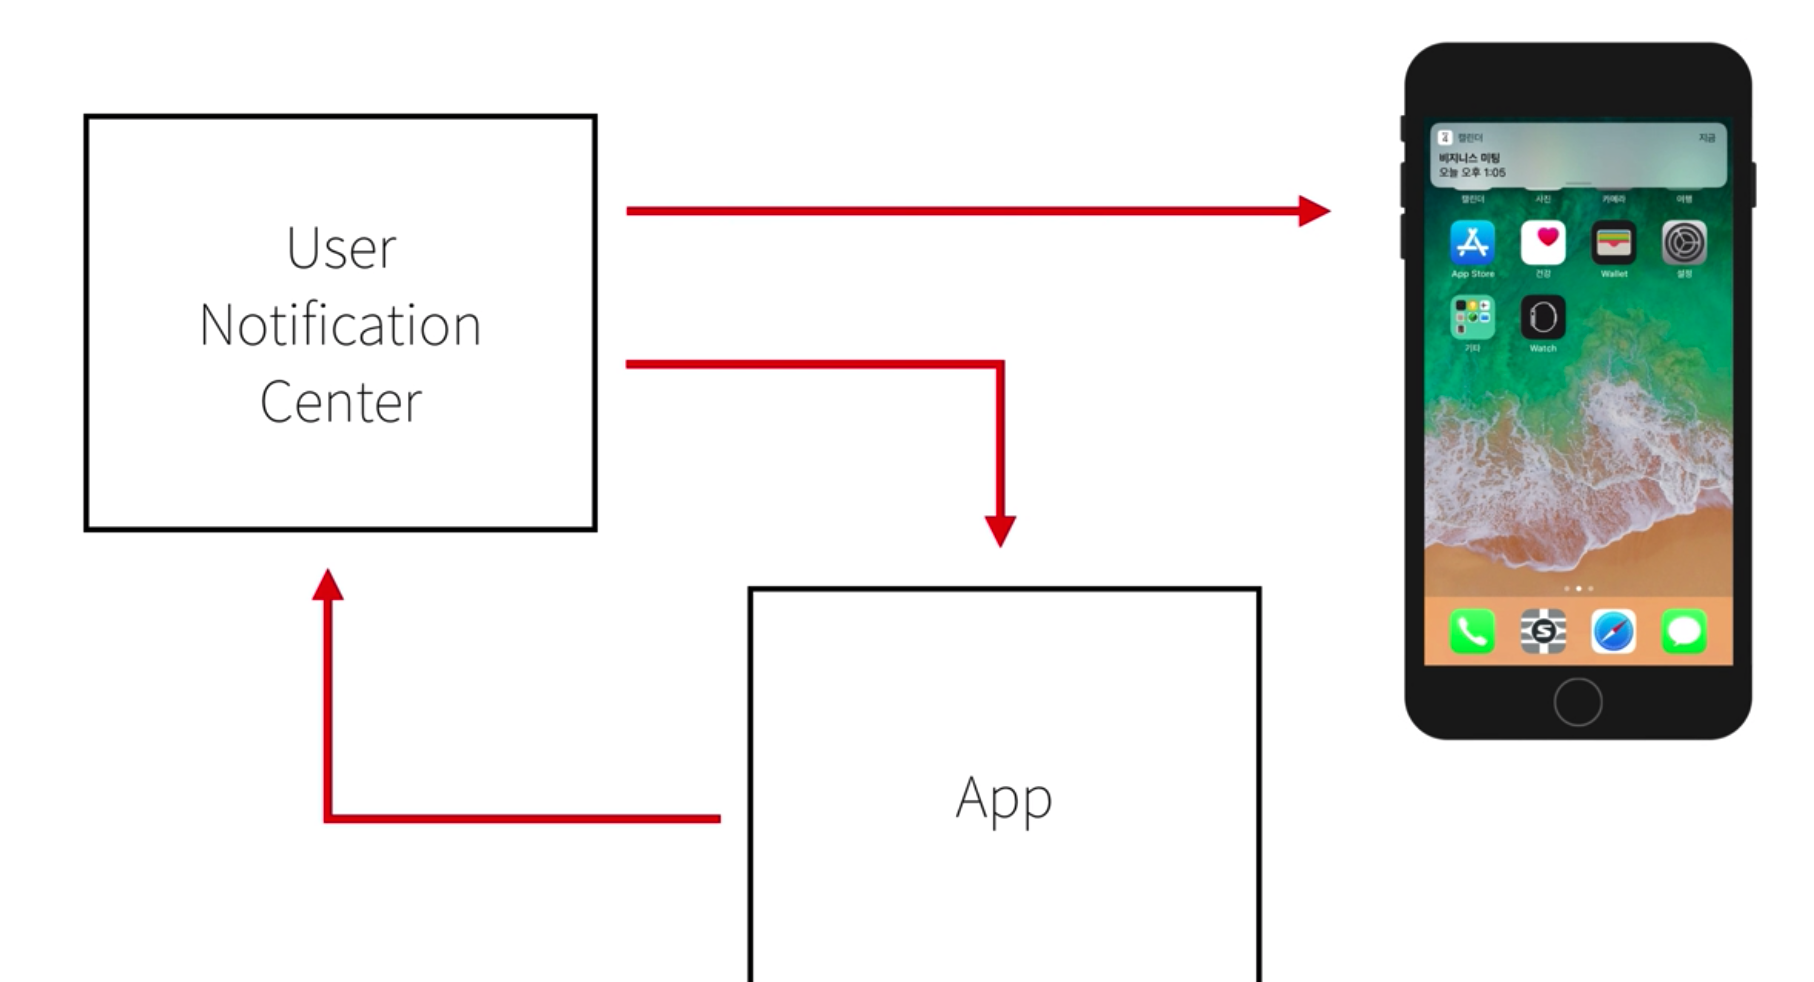 User
Notification
Center
App
4
캘린더
지금
비지니스 미팅
오늘 오후 1:05
캘린더
사진
카메라
여행
App Store
건강
Wallet
설정
기타
Watch
S